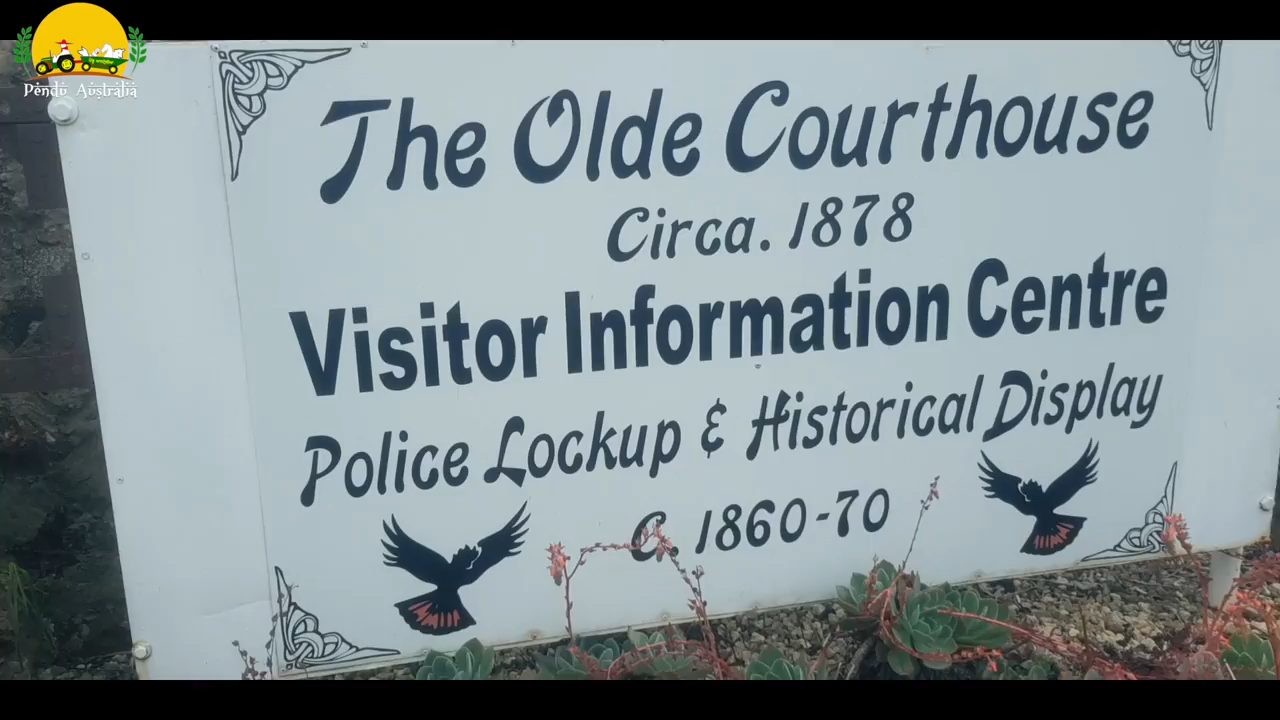 Pendu Australia
The Olde Courthouse
Circa. 1878
Visitor Information Centre
Police Lockup & Historical Display
C 1860-70